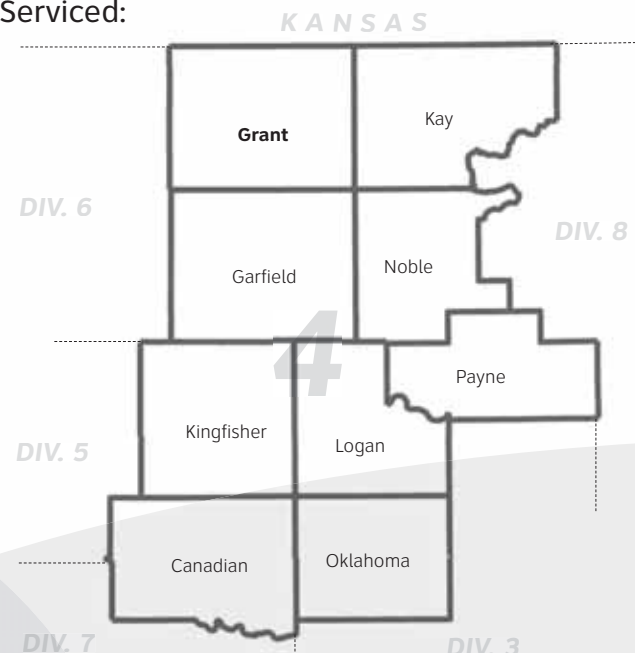 Serviced:
KANSAS
Grant
Kay
DIV. 6
DIV. 8
Garfield
Noble
4
Payne
Kingfisher
Logan
DIV. 5
Canadian
Oklahoma
DIV. 7
DIV. 3